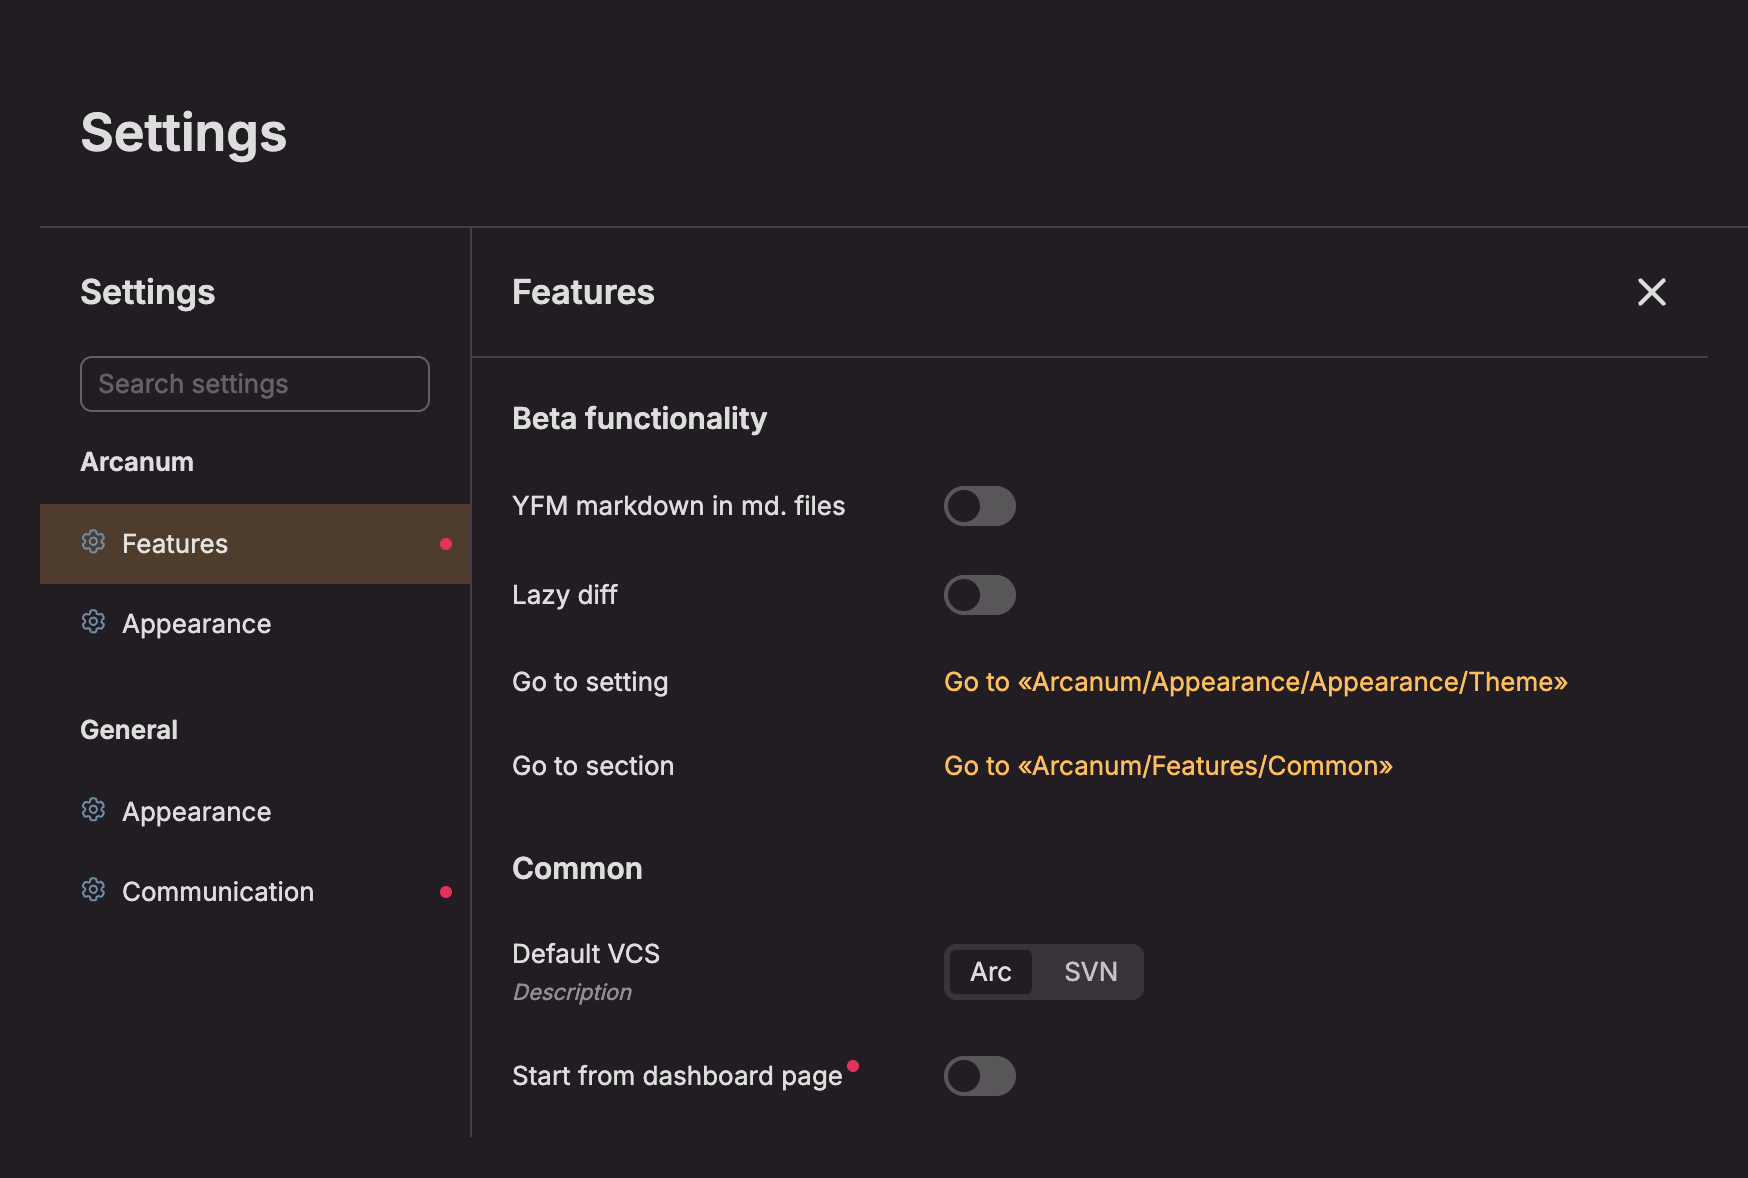 Settings
Settings
Search settings
Arcanum
Features
Appearance
General
Appearance
Communication
Features
Beta functionality
YFM markdown in md. files
Lazy diff
Go to setting
Go to «Arcanum/Appearance/Appearance/Theme»
Go to section
Go to «Arcanum/Features/Common»
Common
Default VCS
Description
Arc
SVN
Start from dashboard page